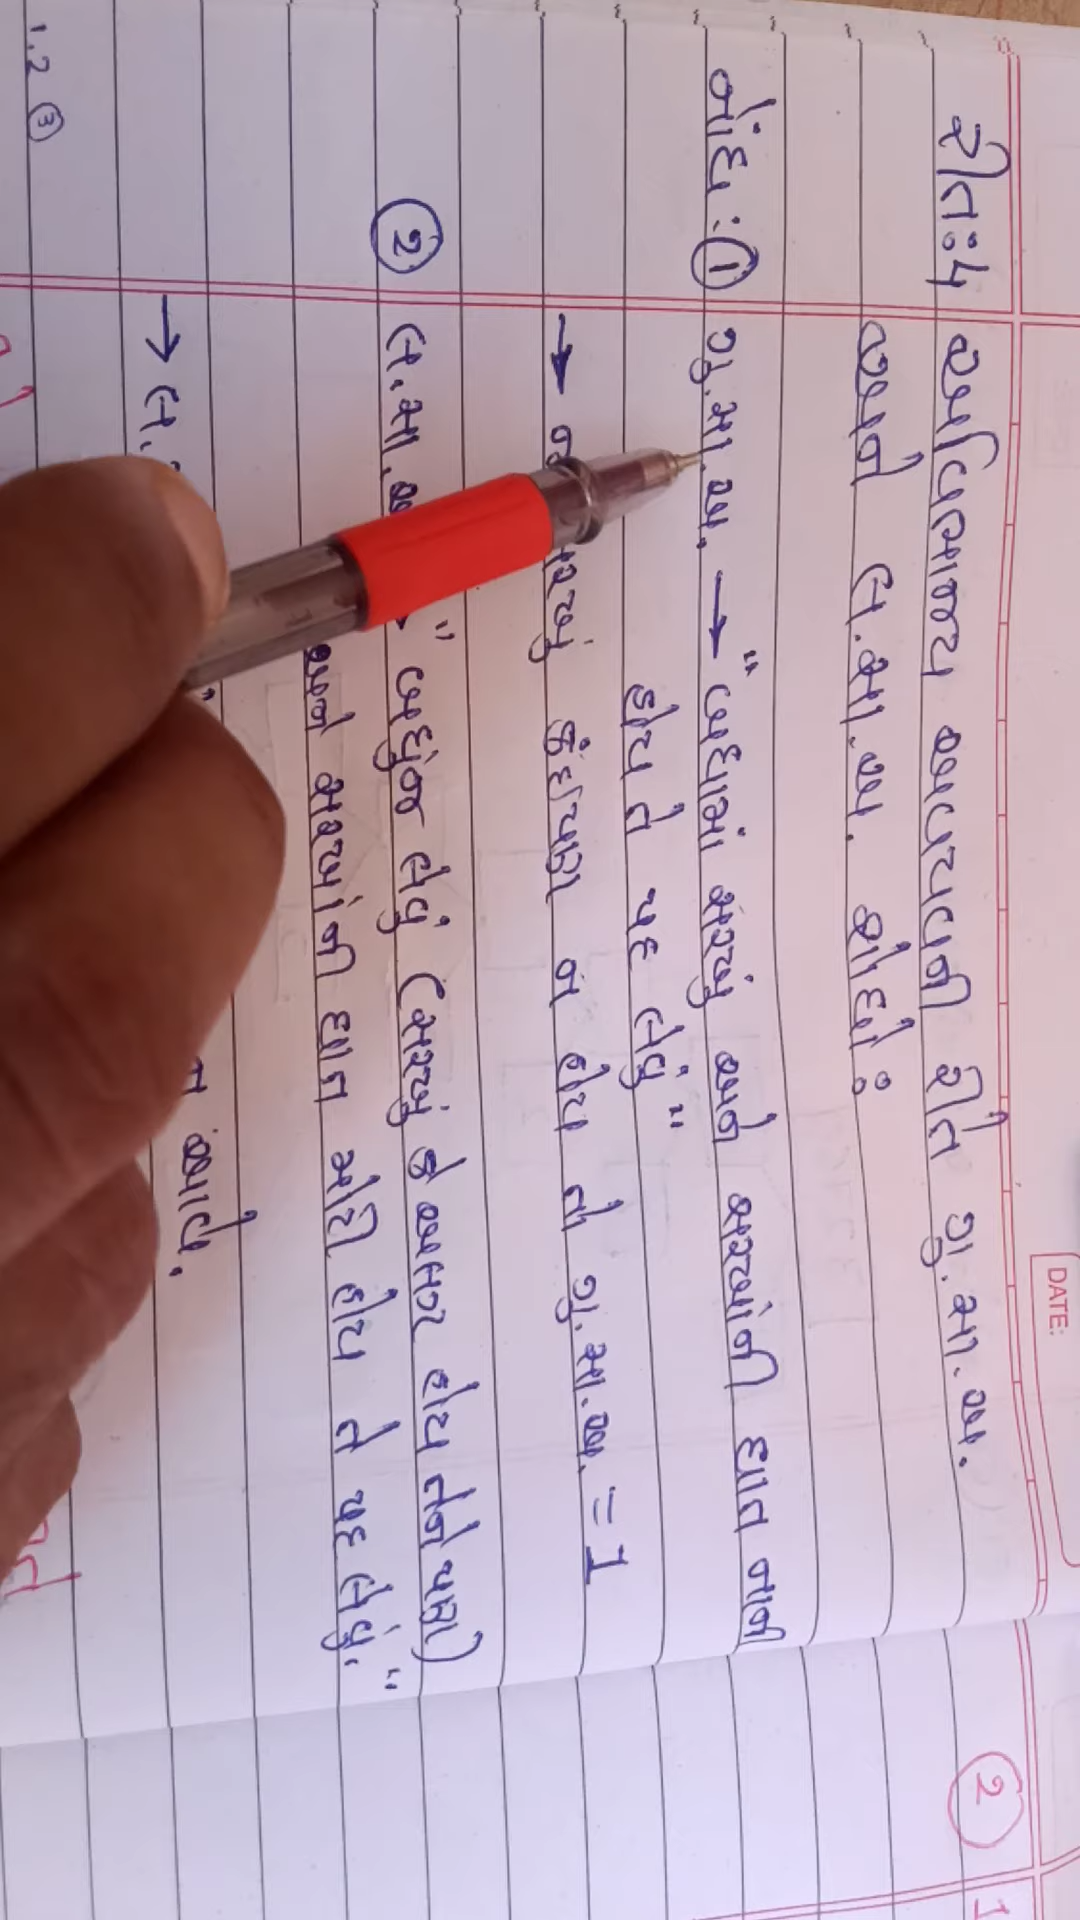 DATE:
2
રીત:4 અવિભાજ્ય અવયવની રીતે ગુ.સા.અ.
અને લ.સા.અ. શોધો :
નોંધ : 1 ગુ.સા.અ. → "બધામાં સરખું અને સરખાંની ઘાત નાની
હોય તે પદ લેવું"
→ સરખું કંઈપણ ન હોય તો ગુ.સા.અ. = 1
2 લ.સા.અ. "બધુંજ લેવું (સરખું કે અલગ હોય તેને પણ)
અને સરખાંની ઘાત મોટી હોય તે પદ લેવું."
→ લ. ન આવે.
1,2 3